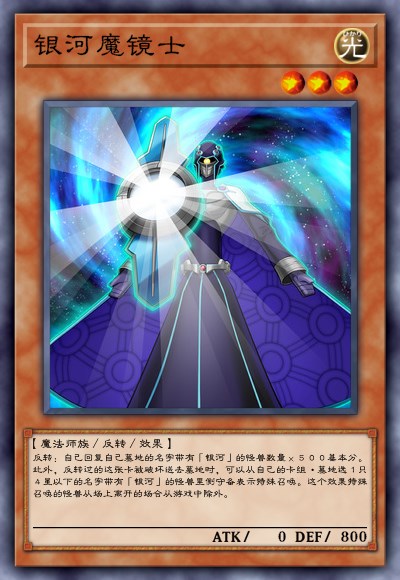 银河魔镜士
光
【魔法师族／反转／效果】
反转：自己回复自己墓地的名字带有「银河」的怪兽数量×５００基本分。
此外，反转过的这张卡被破坏送去墓地时，可以从自己的卡组·墓地选１只
４星以下的名字带有「银河」的怪兽里侧守备表示特殊召唤。这个效果特殊
召唤的怪兽从场上离开的场合从游戏中除外。
ATK/ 0 DEF/ 800